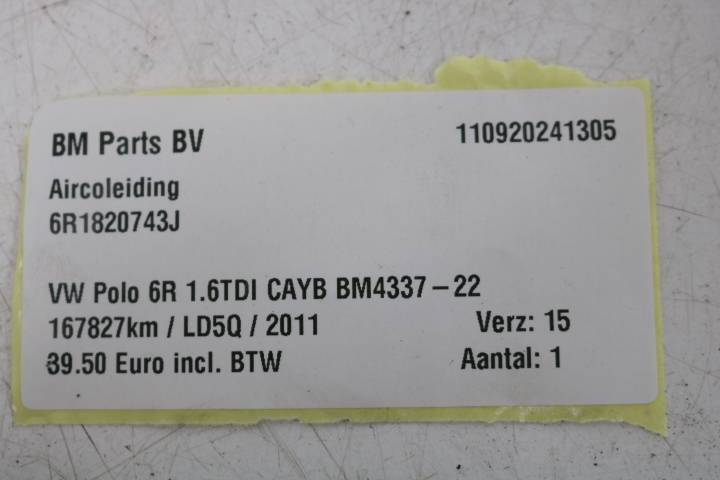 BM Parts BV 110920241305
Aircoleiding
6R1820743J
VW Polo 6R 1.6TDI CAYB BM4337-22
167827km / LD5Q / 2011 Verz: 15
39.50 Euro incl. BTW Aantal: 1